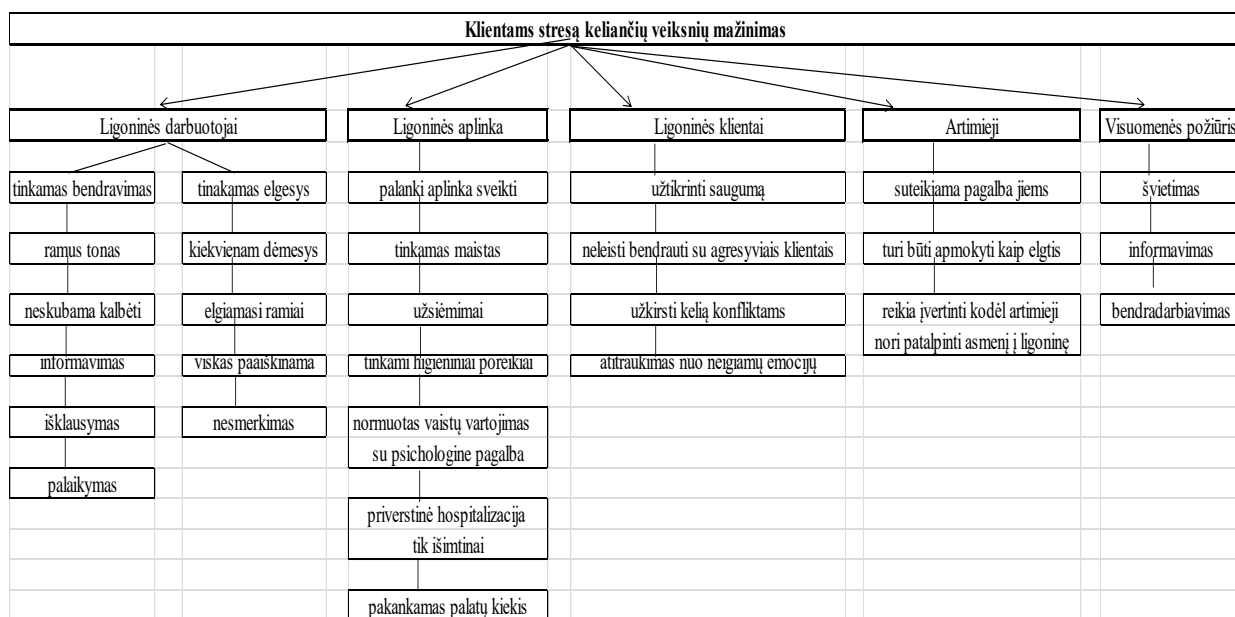 Klientams stresą keliančių veiksnių mažinimas
Ligoninės darbuotojai
Ligoninės aplinka
Ligoninės klientai
Artimieji
Visuomenės požiūris
tinkamas bendravimas
tinakamas elgesys
palanki aplinka sveikti
užtikrinti saugumą
suteikiama pagalba jiems
švietimas
ramus tonas
kiekvienam dėmesys
tinkamas maistas
neleisti bendrauti su agresyviais klientais
turi būti apmokyti kaip elgtis
informavimas
neskubama kalbėti
elgiamasi ramiai
užsiėmimai
užkirsti kelią konfliktams
reikia įvertinti kodėl artimieji
nori patalpinti asmenį į ligoninę
bendradarbiavimas
informavimas
viskas paaiškinama
tinkami higieniniai poreikiai
atitraukimas nuo neigiamų emocijų
išklausymas
nesmerkimas
normuotas vaistų vartojimas
su psichologine pagalba
palaikymas
priverstinė hospitalizacija
tik išimtinai
pakankamas palatų kiekis